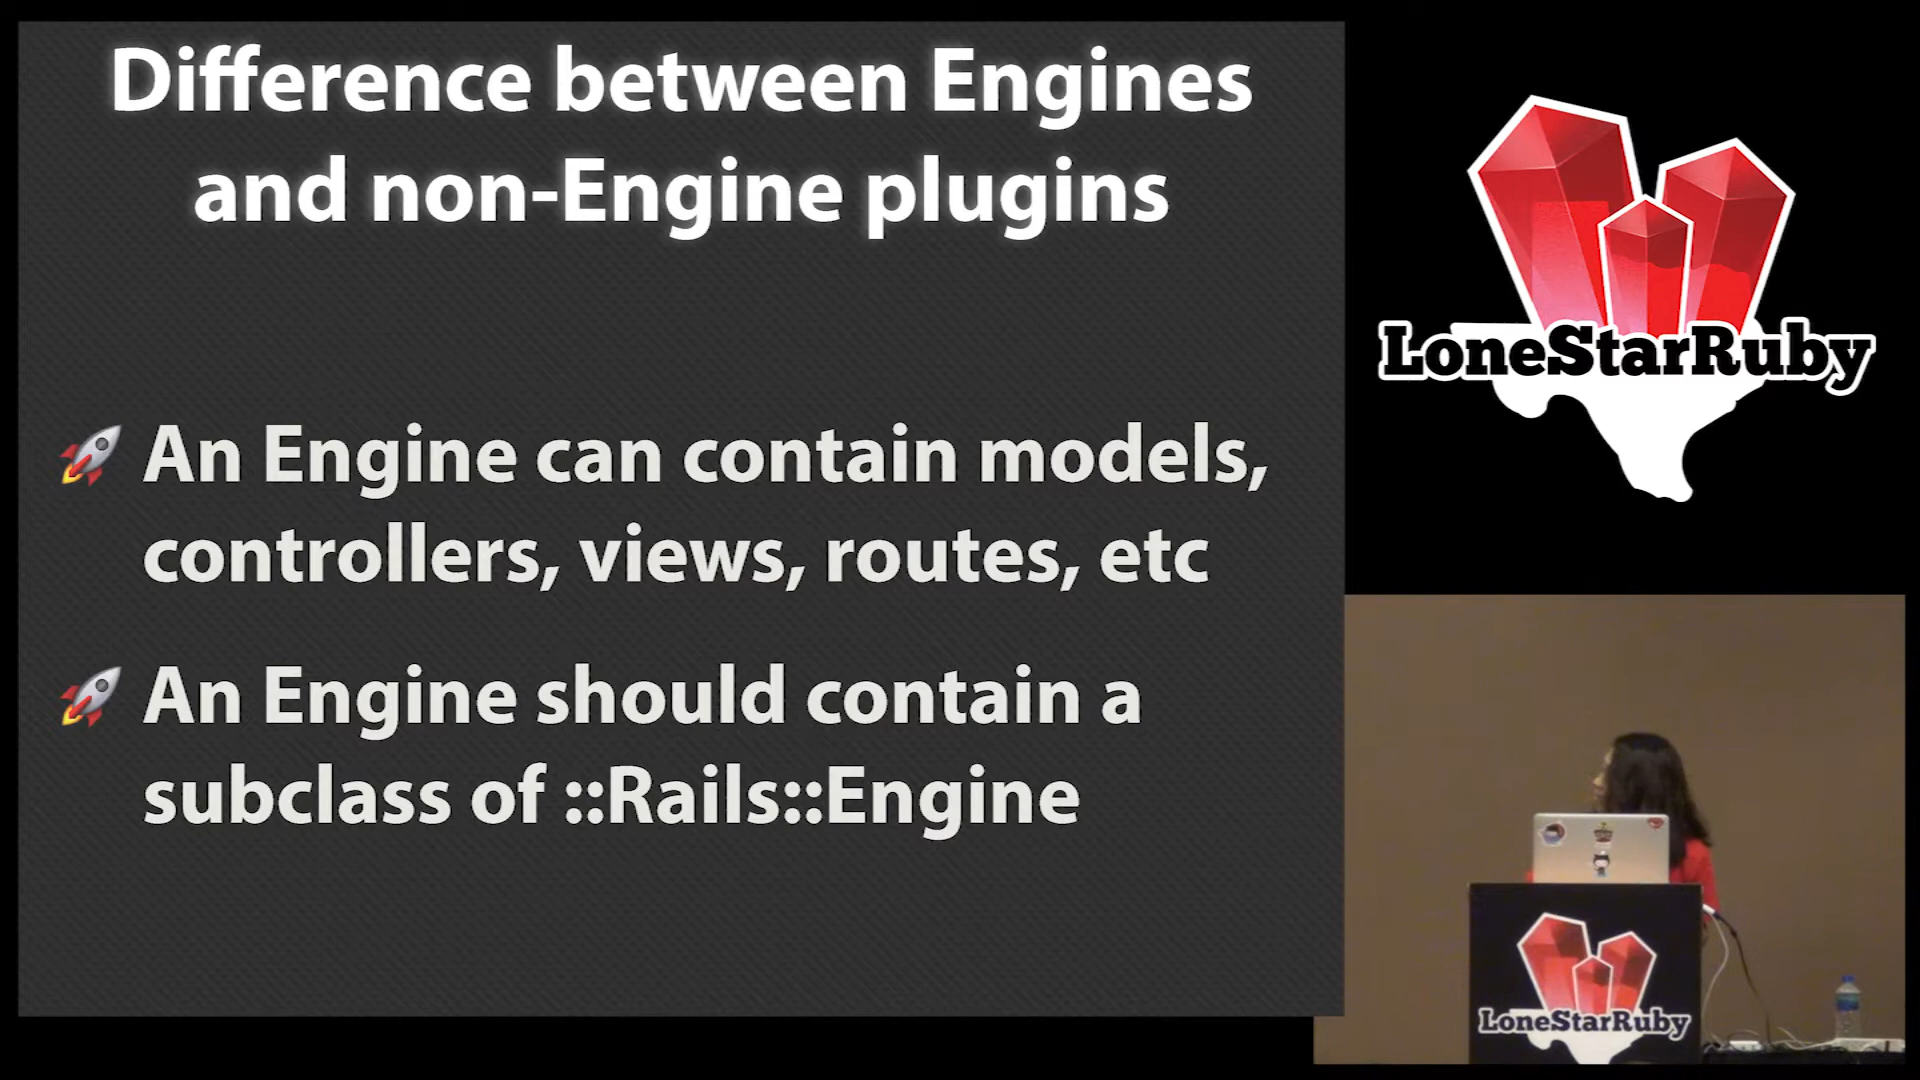 Difference between Engines
and non-Engine plugins
An Engine can contain models,
controllers, views, routes, etc
An Engine should contain a
subclass of ::Rails::Engine
LoneStarRuby
LoneStarRuby